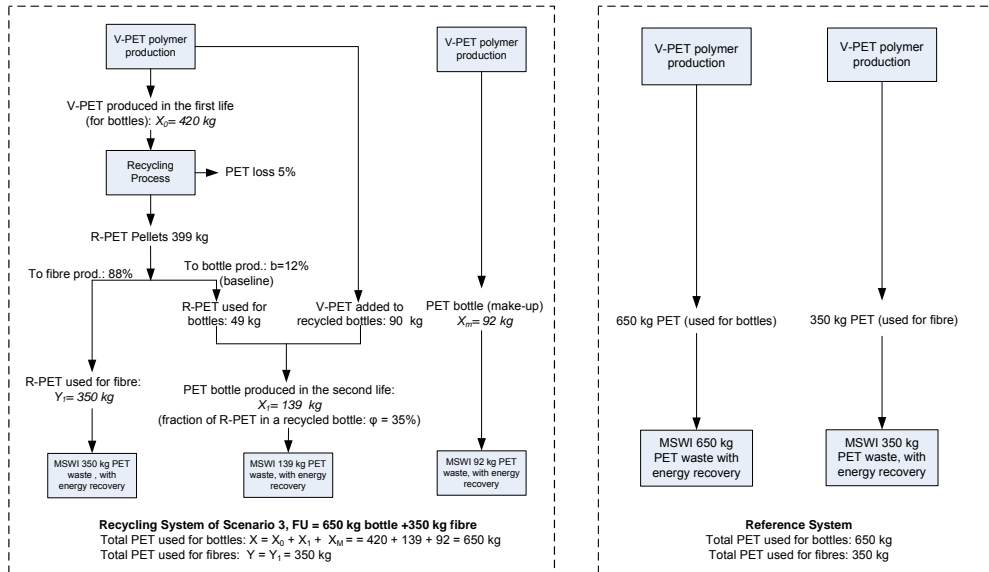 V-PET polymer
production
V-PET produced in the first life
(for bottles): X₀= 420 kg
Recycling
Process
PET loss 5%
R-PET Pellets 399 kg
To fibre prod.: 88%
To bottle prod.: b=12%
(baseline)
R-PET used for
bottles: 49 kg
V-PET added to
recycled bottles: 90 kg
R-PET used for fibre:
Y₁= 350 kg
PET bottle produced in the second life:
X₁= 139 kg
(fraction of R-PET in a recycled bottle: φ = 35%)
MSWI 350 kg PET
waste , with
energy recovery
MSWI 139 kg PET
waste, with energy
recovery
V-PET polymer
production
PET bottle (make-up)
Xₘ= 92 kg
MSWI 92 kg PET
waste, with energy
recovery
Recycling System of Scenario 3, FU = 650 kg bottle +350 kg fibre
Total PET used for bottles: X = X₀ + X₁ + X_M = = 420 + 139 + 92 = 650 kg
Total PET used for fibres: Y = Y₁ = 350 kg
V-PET polymer
production
650 kg PET (used for bottles)
MSWI 650 kg
PET waste with
energy recovery
V-PET polymer
production
350 kg PET (used for fibre)
MSWI 350 kg
PET waste, with
energy recovery
Reference System
Total PET used for bottles: 650 kg
Total PET used for fibres: 350 kg